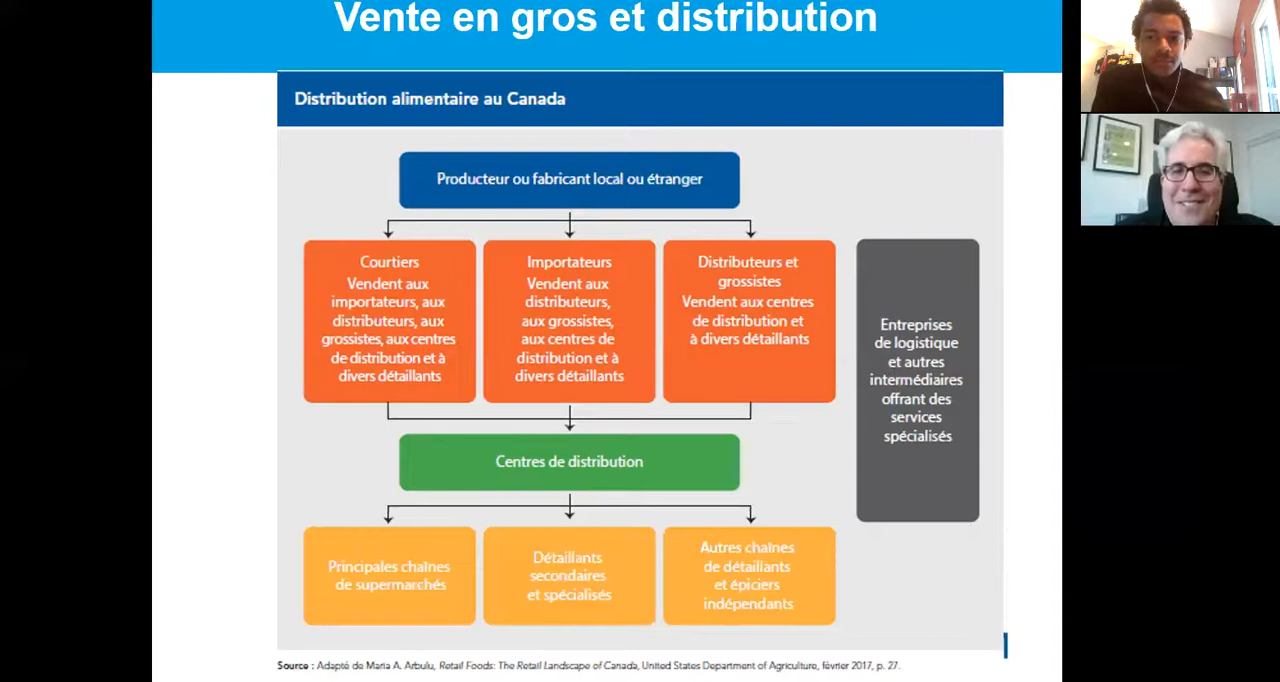 Vente en gros et distribution
Distribution alimentaire au Canada
Producteur ou fabricant local ou étranger
Courtiers
Vendent aux
importateurs, aux
distributeurs, aux
grossistes, aux centres
de distribution et à
divers détaillants
Importateurs
Vendent aux
distributeurs,
aux grossistes,
aux centres de
distribution et à
divers détaillants
Distributeurs et
grossistes
Vendent aux centres
de distribution et
à divers détaillants
Entreprises
de logistique
et autres
intermédiaires
offrant des
services
spécialisés
Centres de distribution
Principales chaînes
de supermarchés
Détaillants
secondaires
et spécialisés
Autres chaînes
de détaillants
et épiciers
indépendants
Source : Adapté de Maria A. Arbulu, Retail Foods: The Retail Landscape of Canada, United States Department of Agriculture, février 2017, p. 27.